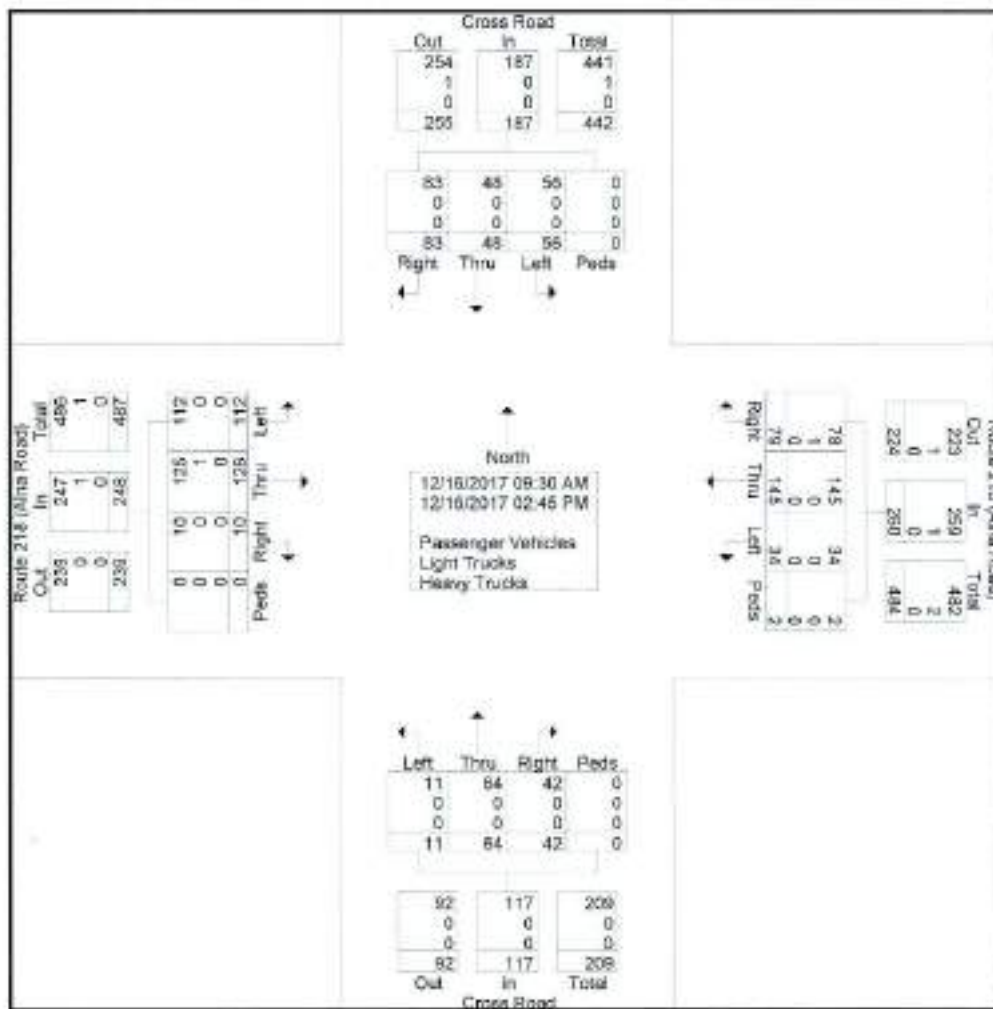 Cross Road
Out In Total
254 187 441
1 0 1
0 0 0
255 187 442
83 48 56 0
0 0 0 0
0 0 0 0
83 48 56 0
Right Thru Left Peds
Route 218 (Alna Road)
Out In Total
239 247 486
0 1 1
0 0 0
239 248 487
112 0 0 112 Left
125 1 0 126 Thru
10 0 0 10 Right
0 0 0 0 Peds
North
12/16/2017 09:30 AM
12/16/2017 02:45 PM
Passenger Vehicles
Light Trucks
Heavy Trucks
Right 79 0 1 78
Thru 145 0 0 145
Left 34 0 0 34
Peds 2 0 0 2
Out In Total
223 259 482
1 1 2
0 0 0
224 260 484
Left Thru Right Peds
11 64 42 0
0 0 0 0
0 0 0 0
11 64 42 0
92 117 209
0 0 0
0 0 0
92 117 209
Out In Total
Cross Road